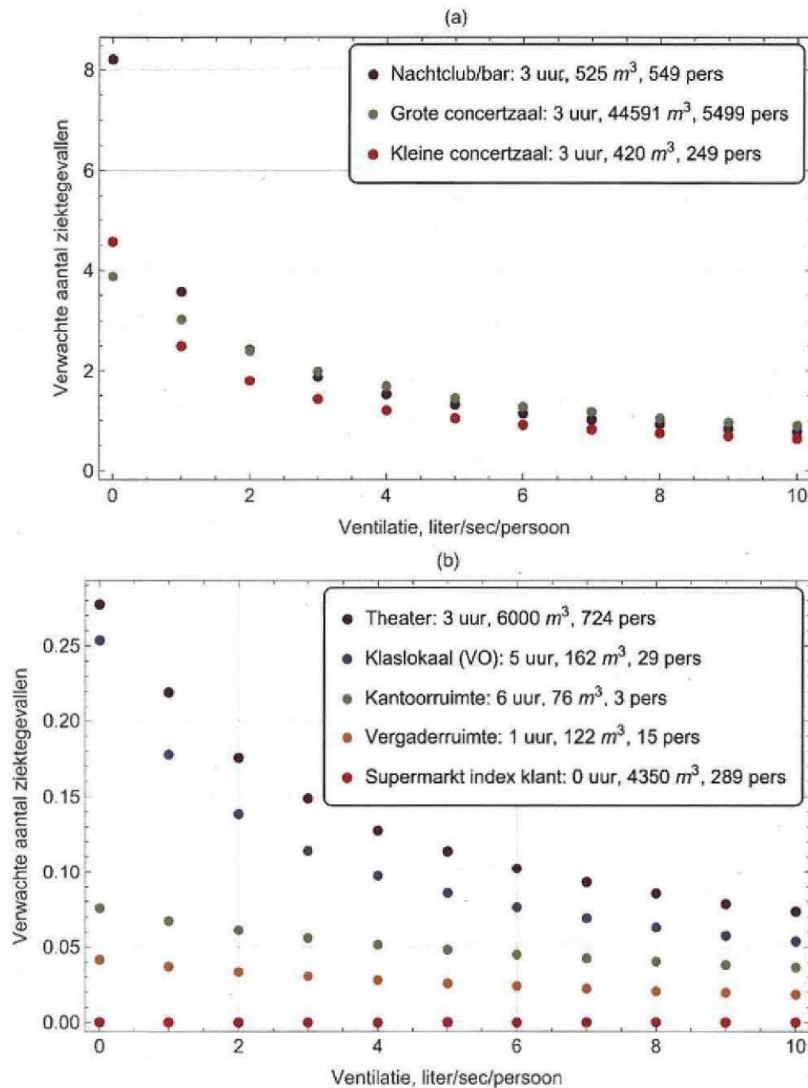 (a)
Nachtclub/bar: 3 uur, 525 m³, 549 pers
Grote concertzaal: 3 uur, 44591 m³, 5499 pers
Kleine concertzaal: 3 uur, 420 m³, 249 pers
Verwachte aantal ziektegevallen
8
6
4
2
0
0 2 4 6 8 10
Ventilatie, liter/sec/persoon
(b)
Theater: 3 uur, 6000 m³, 724 pers
Klaslokaal (VO): 5 uur, 162 m³, 29 pers
Kantoorruimte: 6 uur, 76 m³, 3 pers
Vergaderruimte: 1 uur, 122 m³, 15 pers
Supermarkt index klant: 0 uur, 4350 m³, 289 pers
Verwachte aantal ziektegevallen
0.25
0.20
0.15
0.10
0.05
0.00
0 2 4 6 8 10
Ventilatie, liter/sec/persoon